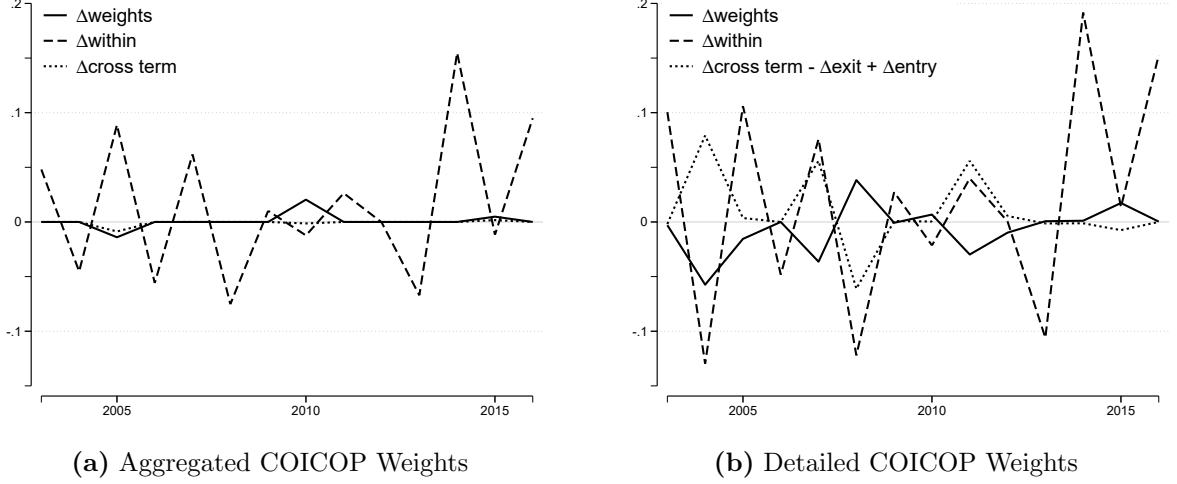 .2
Δweights
Δwithin
Δcross term
.1
0
-.1
2005 2010 2015
(a) Aggregated COICOP Weights
.2
Δweights
Δwithin
Δcross term - Δexit + Δentry
.1
0
-.1
2005 2010 2015
(b) Detailed COICOP Weights